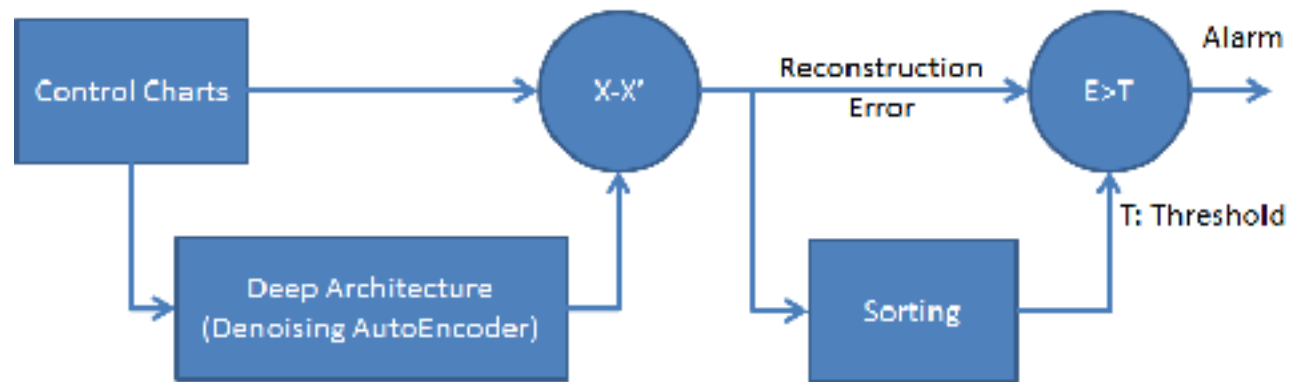 Control Charts
X-X'
Reconstruction
Error
E>T
Alarm
T: Threshold
Deep Architecture
(Denoising AutoEncoder)
Sorting